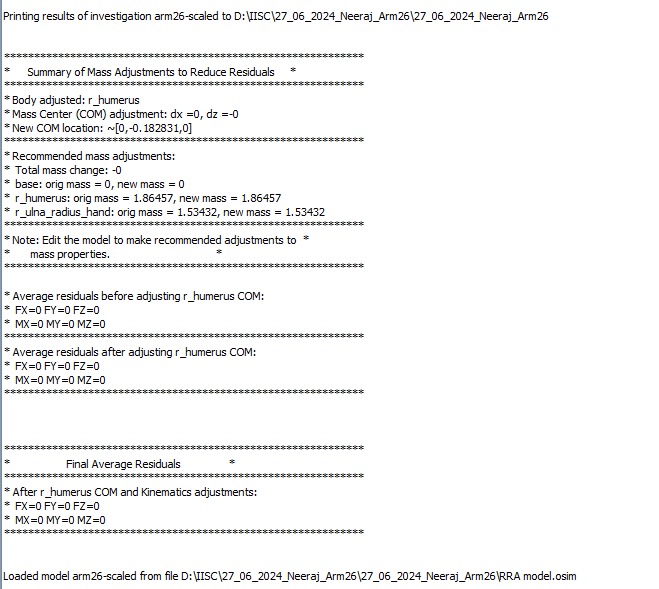 Printing results of investigation arm26-scaled to D:\IISC\27_06_2024_Neeraj_Arm26\27_06_2024_Neeraj_Arm26
*******************************************************************
* Summary of Mass Adjustments to Reduce Residuals *
*******************************************************************
* Body adjusted: r_humerus
* Mass Center (COM) adjustment: dx =0, dz =-0
* New COM location: ~[0,-0.182831,0]
*******************************************************************
* Recommended mass adjustments:
* Total mass change: -0
* base: orig mass = 0, new mass = 0
* r_humerus: orig mass = 1.86457, new mass = 1.86457
* r_ulna_radius_hand: orig mass = 1.53432, new mass = 1.53432
*******************************************************************
* Note: Edit the model to make recommended adjustments to *
* mass properties. *
*******************************************************************
* Average residuals before adjusting r_humerus COM:
* FX=0 FY=0 FZ=0
* MX=0 MY=0 MZ=0
*******************************************************************
* Average residuals after adjusting r_humerus COM:
* FX=0 FY=0 FZ=0
* MX=0 MY=0 MZ=0
*******************************************************************
*******************************************************************
* Final Average Residuals *
*******************************************************************
* After r_humerus COM and Kinematics adjustments:
* FX=0 FY=0 FZ=0
* MX=0 MY=0 MZ=0
*******************************************************************
Loaded model arm26-scaled from file D:\IISC\27_06_2024_Neeraj_Arm26\27_06_2024_Neeraj_Arm26\RRA model.osim